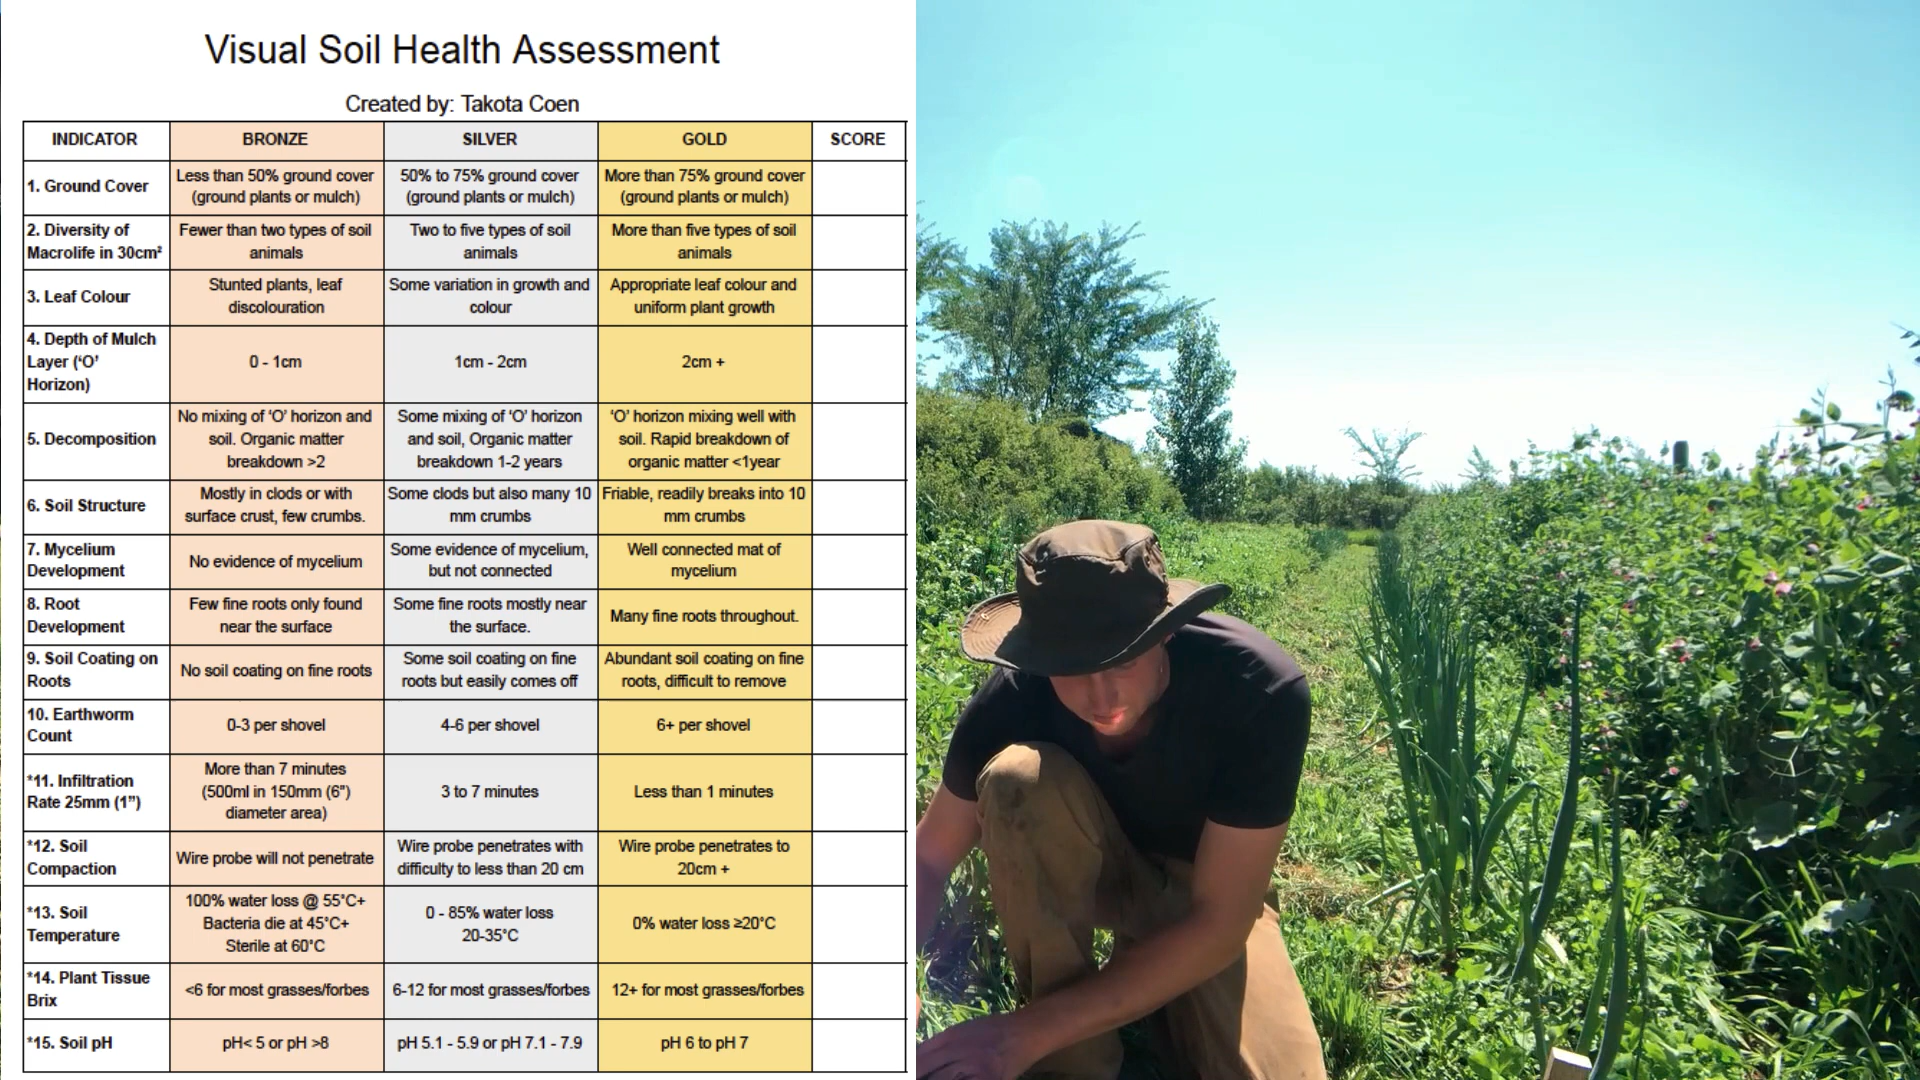 Visual Soil Health Assessment
Created by: Takota Coen
INDICATOR BRONZE SILVER GOLD SCORE
1. Ground Cover
Less than 50% ground cover
(ground plants or mulch)
50% to 75% ground cover
(ground plants or mulch)
More than 75% ground cover
(ground plants or mulch)
2. Diversity of
Macrolife in 30cm²
Fewer than two types of soil
animals
Two to five types of soil
animals
More than five types of soil
animals
3. Leaf Colour
Stunted plants, leaf
discolouration
Some variation in growth and
colour
Appropriate leaf colour and
uniform plant growth
4. Depth of Mulch
Layer (‘O’
Horizon)
0 - 1cm
1cm - 2cm
2cm +
5. Decomposition
No mixing of ‘O’ horizon and
soil. Organic matter
breakdown >2
Some mixing of ‘O’ horizon
and soil, Organic matter
breakdown 1-2 years
‘O’ horizon mixing well with
soil. Rapid breakdown of
organic matter <1year
6. Soil Structure
Mostly in clods or with
surface crust, few crumbs.
Some clods but also many 10
mm crumbs
Friable, readily breaks into 10
mm crumbs
7. Mycelium
Development
No evidence of mycelium
Some evidence of mycelium,
but not connected
Well connected mat of
mycelium
8. Root
Development
Few fine roots only found
near the surface
Some fine roots mostly near
the surface.
Many fine roots throughout.
9. Soil Coating on
Roots
No soil coating on fine roots
Some soil coating on fine
roots but easily comes off
Abundant soil coating on fine
roots, difficult to remove
10. Earthworm
Count
0-3 per shovel
4-6 per shovel
6+ per shovel
*11. Infiltration
Rate 25mm (1”)
More than 7 minutes
(500ml in 150mm (6”)
diameter area)
3 to 7 minutes
Less than 1 minutes
*12. Soil
Compaction
Wire probe will not penetrate
Wire probe penetrates with
difficulty to less than 20 cm
Wire probe penetrates to
20cm +
*13. Soil
Temperature
100% water loss @ 55°C+
Bacteria die at 45°C+
Sterile at 60°C
0 - 85% water loss
20-35°C
0% water loss ≥20°C
*14. Plant Tissue
Brix
<6 for most grasses/forbes
6-12 for most grasses/forbes
12+ for most grasses/forbes
*15. Soil pH
pH< 5 or pH >8
pH 5.1 - 5.9 or pH 7.1 - 7.9
pH 6 to pH 7